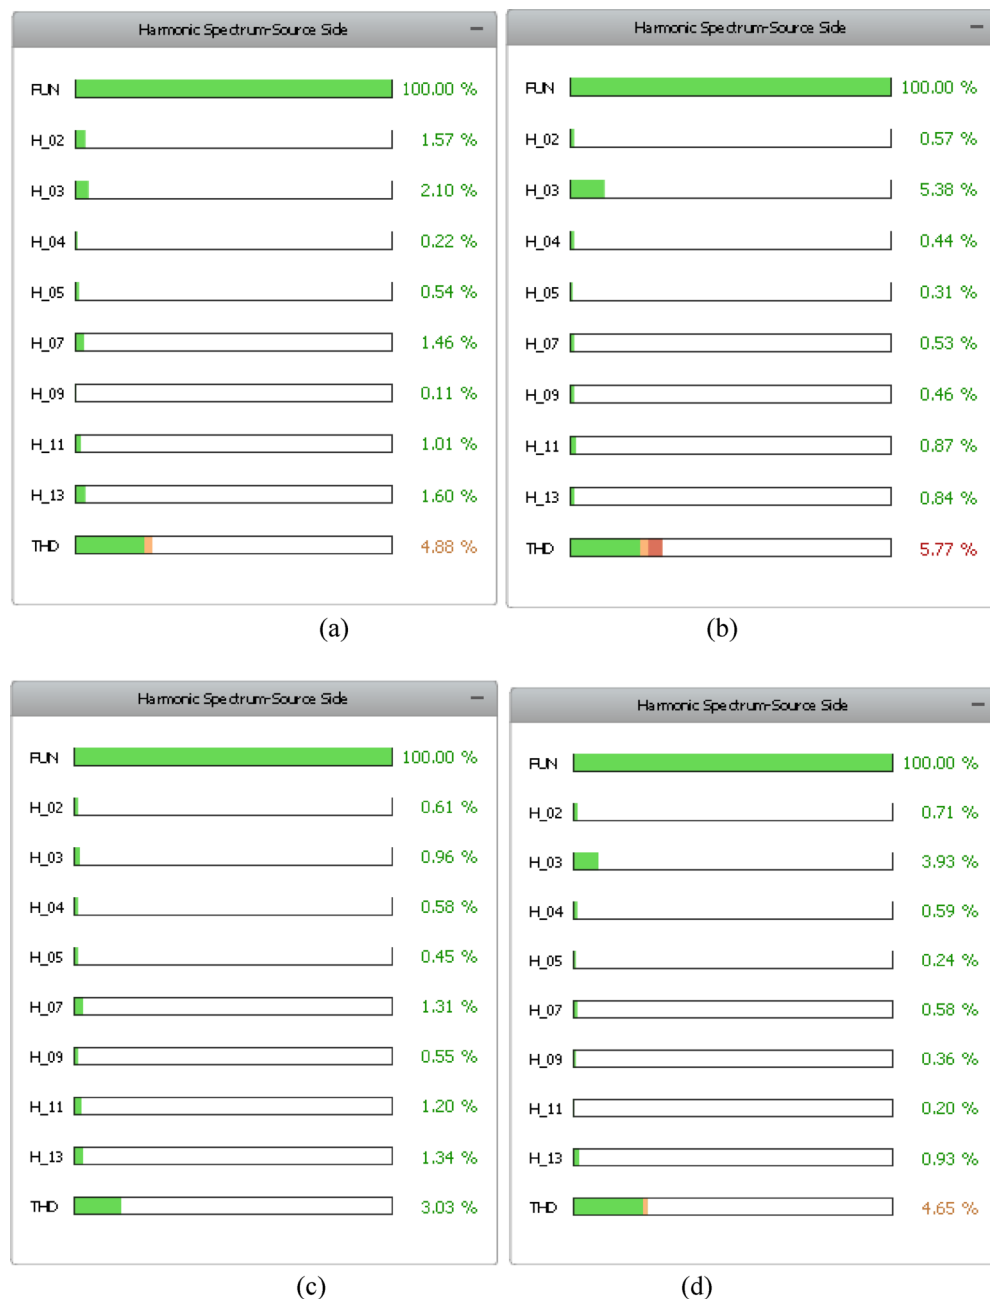 Harmonic Spectrum-Source Side
FUN 100.00 %
H_02 1.57 %
H_03 2.10 %
H_04 0.22 %
H_05 0.54 %
H_07 1.46 %
H_09 0.11 %
H_11 1.01 %
H_13 1.60 %
THD 4.88 %
(a)
Harmonic Spectrum-Source Side
FUN 100.00 %
H_02 0.57 %
H_03 5.38 %
H_04 0.44 %
H_05 0.31 %
H_07 0.53 %
H_09 0.46 %
H_11 0.87 %
H_13 0.84 %
THD 5.77 %
(b)
Harmonic Spectrum-Source Side
FUN 100.00 %
H_02 0.61 %
H_03 0.96 %
H_04 0.58 %
H_05 0.45 %
H_07 1.31 %
H_09 0.55 %
H_11 1.20 %
H_13 1.34 %
THD 3.03 %
(c)
Harmonic Spectrum-Source Side
FUN 100.00 %
H_02 0.71 %
H_03 3.93 %
H_04 0.59 %
H_05 0.24 %
H_07 0.58 %
H_09 0.36 %
H_11 0.20 %
H_13 0.93 %
THD 4.65 %
(d)